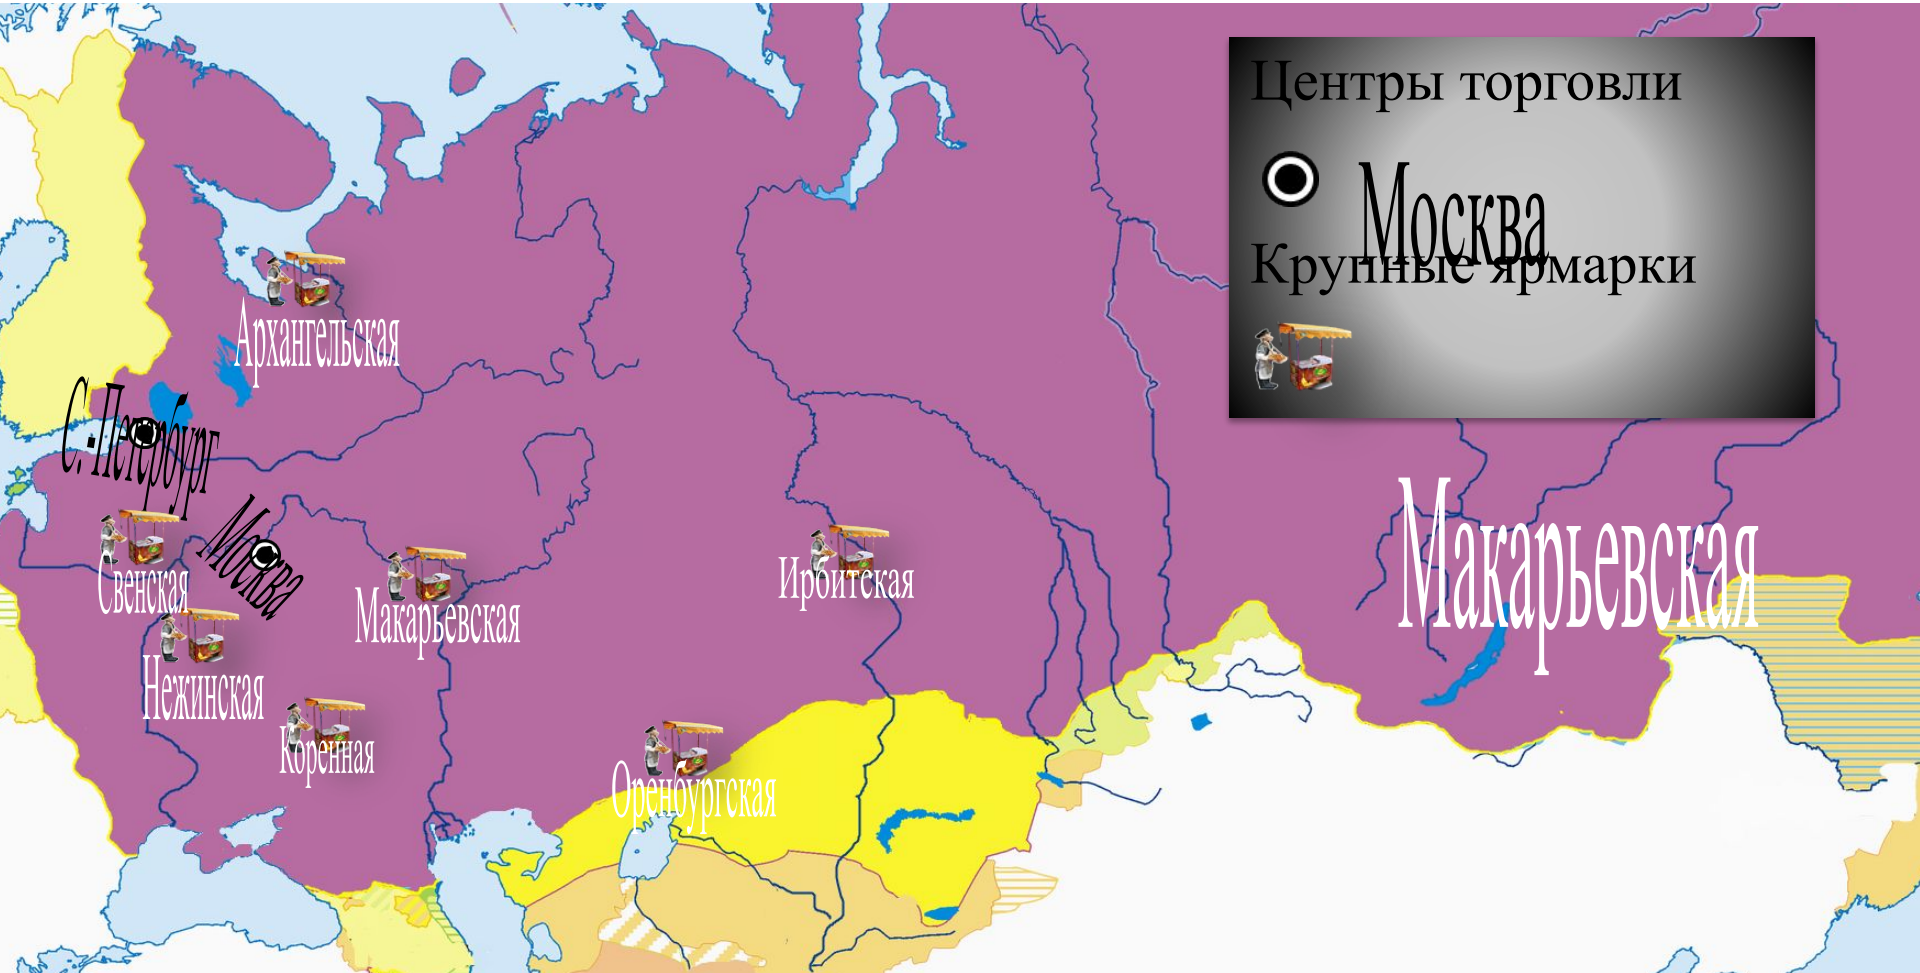 Центры торговли
Москва
Крупные ярмарки
Архангельская
С.-Петербург
Москва
Свенская
Нежинская
Макарьевская
Коренная
Ирбитская
Оренбургская
Макарьевская